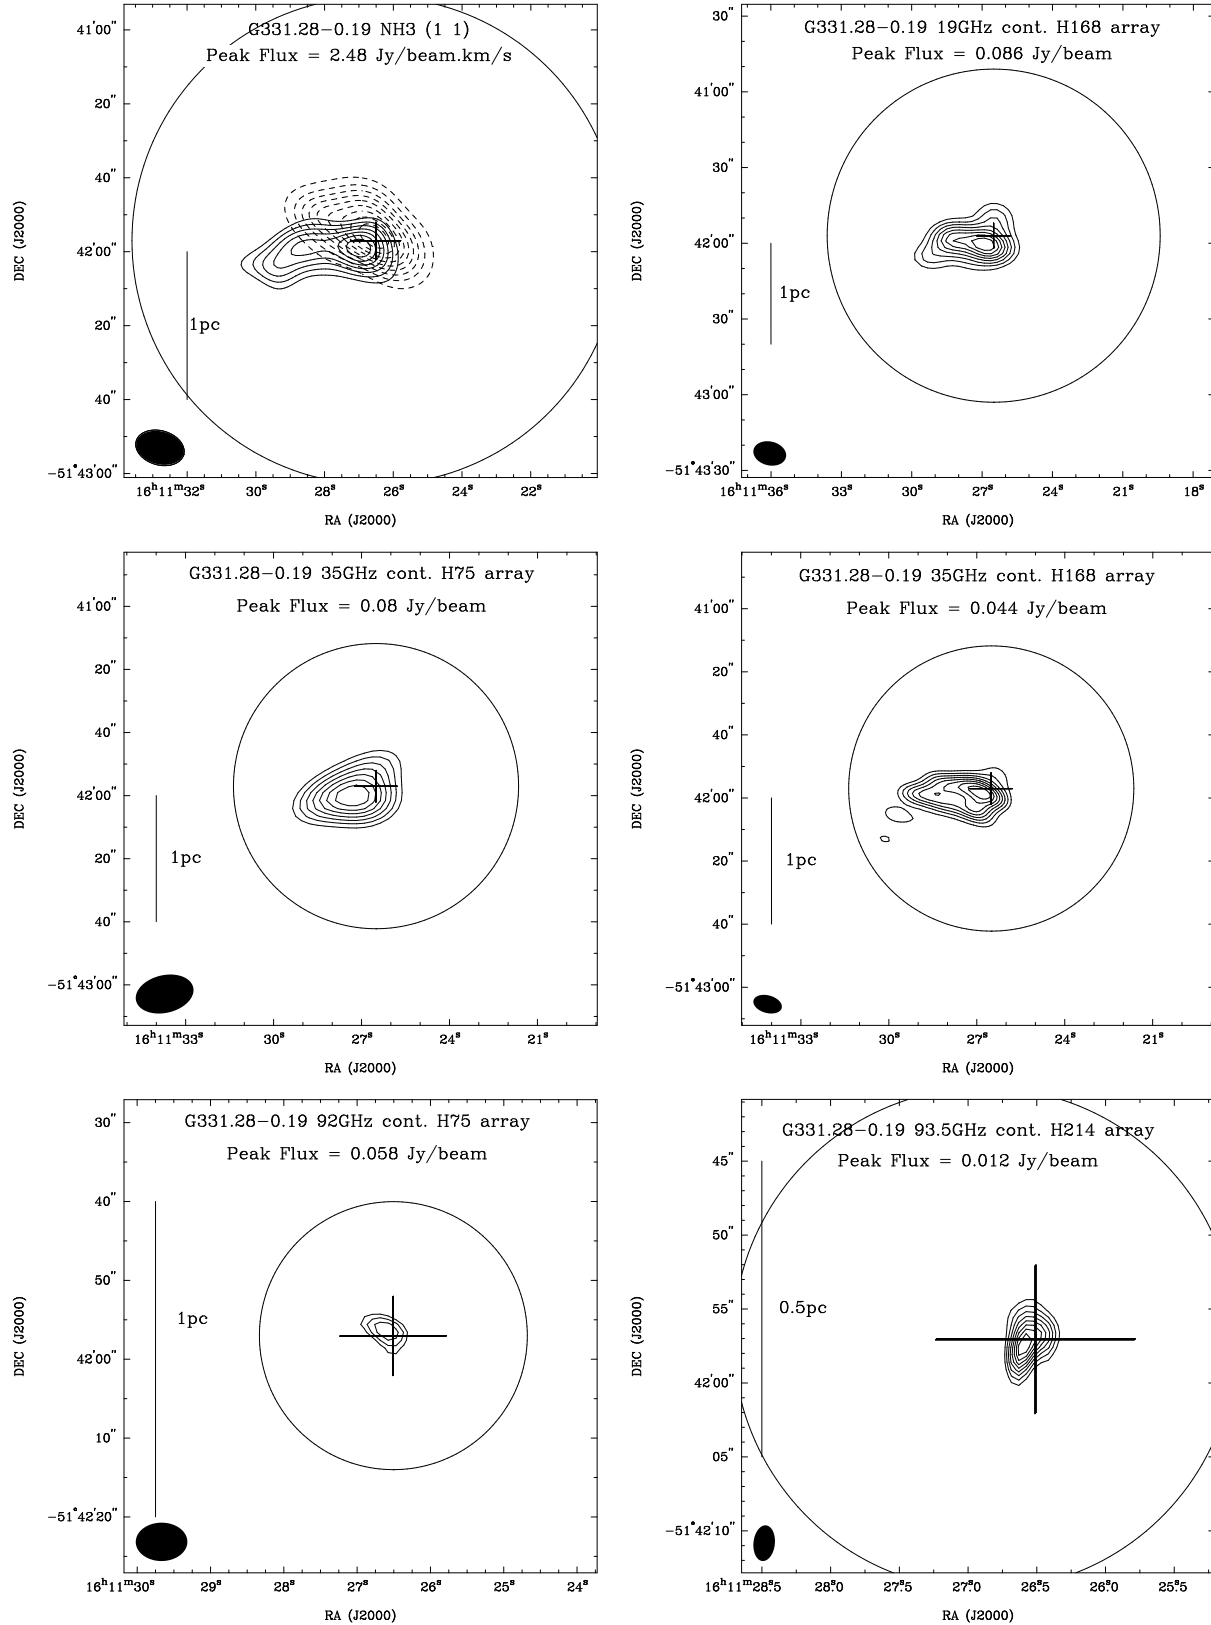 G331.28−0.19 NH3 (1 1)
Peak Flux = 2.48 Jy/beam.km/s
41'00"
20"
40"
42'00"
20"
40"
−51°43'00"
1pc
DEC (J2000)
16h11m32s 30s 28s 26s 24s 22s
RA (J2000)
G331.28−0.19 19GHz cont. H168 array
Peak Flux = 0.086 Jy/beam
30"
41'00"
30"
42'00"
30"
43'00"
−51°43'30"
1pc
DEC (J2000)
16h11m36s 33s 30s 27s 24s 21s 18s
RA (J2000)
G331.28−0.19 35GHz cont. H75 array
Peak Flux = 0.08 Jy/beam
41'00"
20"
40"
42'00"
20"
40"
−51°43'00"
1pc
DEC (J2000)
16h11m33s 30s 27s 24s 21s
RA (J2000)
G331.28−0.19 35GHz cont. H168 array
Peak Flux = 0.044 Jy/beam
41'00"
20"
40"
42'00"
20"
40"
−51°43'00"
1pc
DEC (J2000)
16h11m33s 30s 27s 24s 21s
RA (J2000)
G331.28−0.19 92GHz cont. H75 array
Peak Flux = 0.058 Jy/beam
30"
40"
50"
42'00"
10"
−51°42'20"
1pc
DEC (J2000)
16h11m30s 29s 28s 27s 26s 25s 24s
RA (J2000)
G331.28−0.19 93.5GHz cont. H214 array
Peak Flux = 0.012 Jy/beam
45"
50"
55"
42'00"
05"
−51°42'10"
0.5pc
DEC (J2000)
16h11m28s.5 28s.0 27s.5 27s.0 26s.5 26s.0 25s.5
RA (J2000)